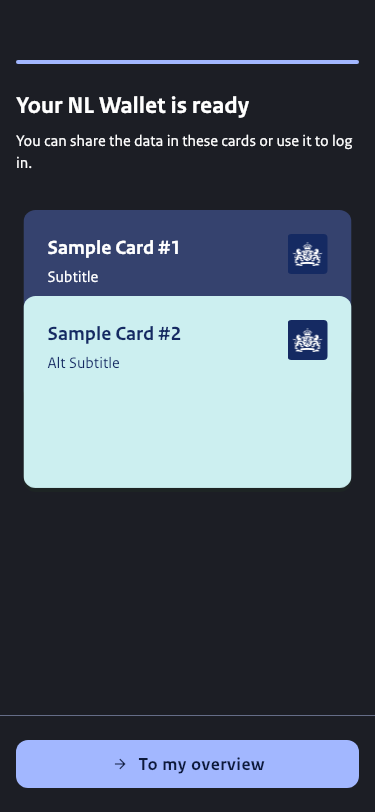 Your NL Wallet is ready
You can share the data in these cards or use it to log
in.
Sample Card #1
Subtitle
Sample Card #2
Alt Subtitle
To my overview